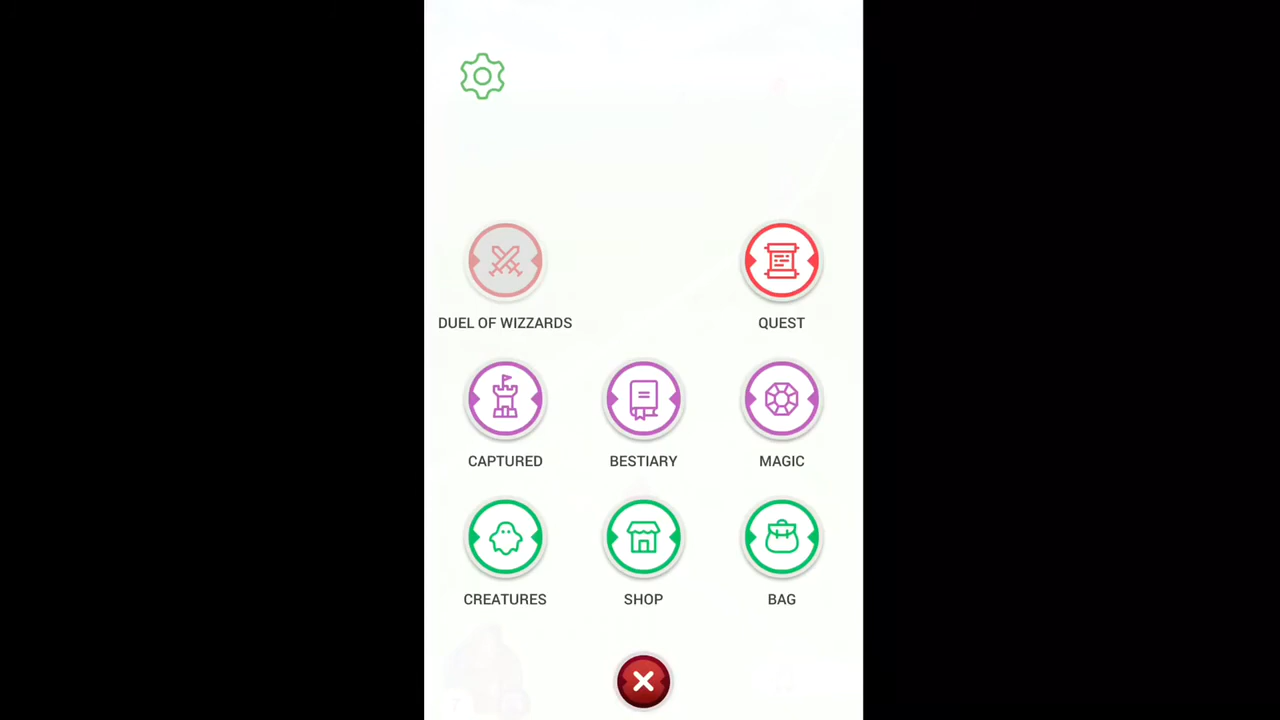 DUEL OF WIZZARDS
QUEST
CAPTURED
BESTIARY
MAGIC
CREATURES
SHOP
BAG